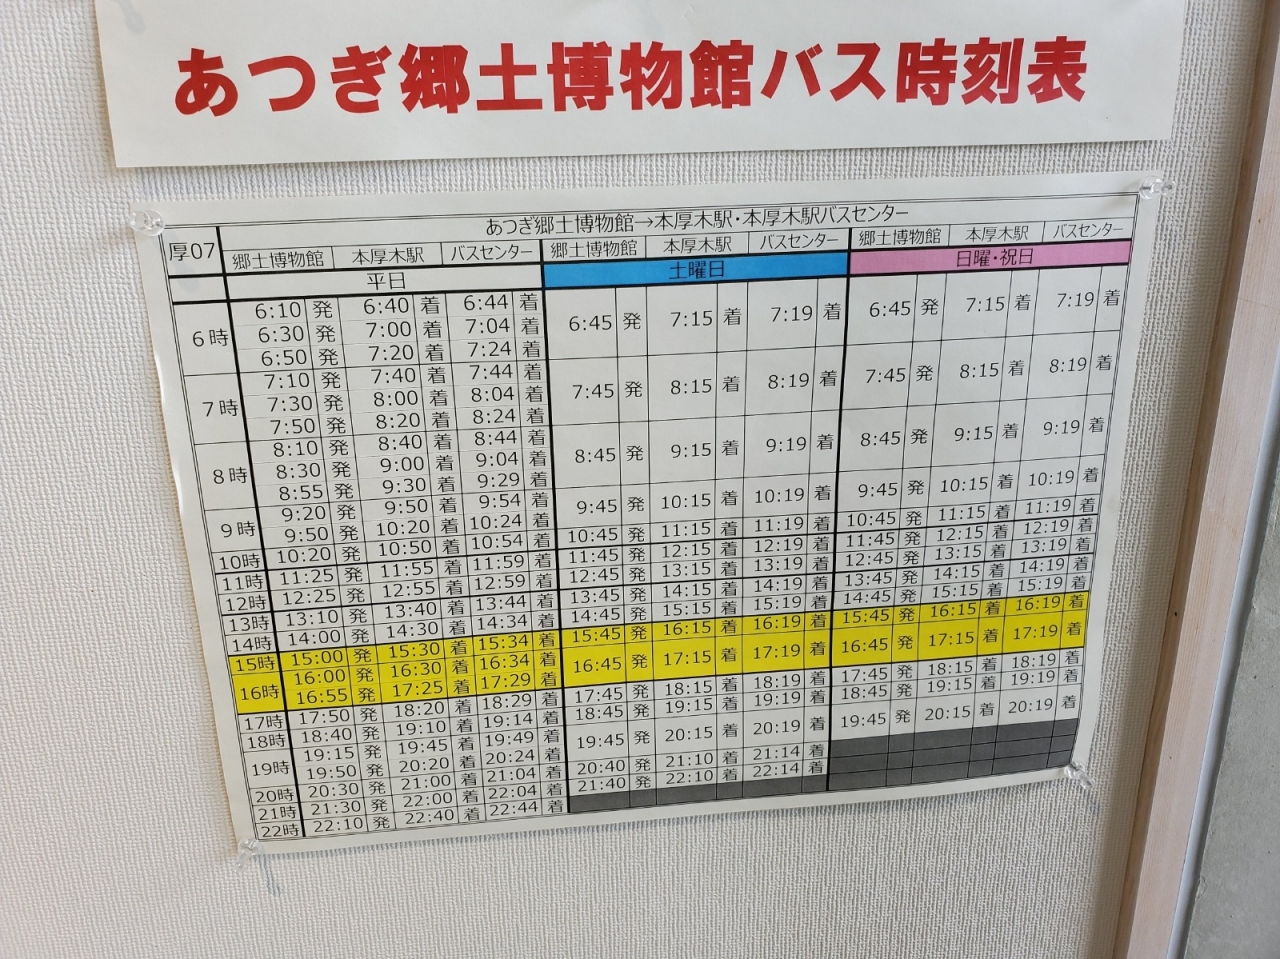 あつぎ郷土博物館バス時刻表
あつぎ郷土博物館→本厚木駅・本厚木駅バスセンター
厚07 郷土博物館 本厚木駅 バスセンター 郷土博物館 本厚木駅 バスセンター 郷土博物館 本厚木駅 バスセンター
平日 土曜日 日曜・祝日
6時 6:10 発 6:40 着 6:44 着 6:45 発 7:15 着 7:19 着 6:45 発 7:15 着 7:19 着
6:30 発 7:00 着 7:04 着
6:50 発 7:20 着 7:24 着
7時 7:10 発 7:40 着 7:44 着 7:45 発 8:15 着 8:19 着 7:45 発 8:15 着 8:19 着
7:30 発 8:00 着 8:04 着
7:50 発 8:20 着 8:24 着
8時 8:10 発 8:40 着 8:44 着 8:45 発 9:15 着 9:19 着 8:45 発 9:15 着 9:19 着
8:30 発 9:00 着 9:04 着
8:55 発 9:30 着 9:29 着
9時 9:20 発 9:50 着 9:54 着 9:45 発 10:15 着 10:19 着 9:45 発 10:15 着 10:19 着
9:50 発 10:20 着 10:24 着
10時 10:20 発 10:50 着 10:54 着 10:45 発 11:15 着 11:19 着 10:45 発 11:15 着 11:19 着
11時 11:25 発 11:55 着 11:59 着 11:45 発 12:15 着 12:19 着 11:45 発 12:15 着 12:19 着
12時 12:25 発 12:55 着 12:59 着 12:45 発 13:15 着 13:19 着 12:45 発 13:15 着 13:19 着
13時 13:10 発 13:40 着 13:44 着 13:45 発 14:15 着 14:19 着 13:45 発 14:15 着 14:19 着
14時 14:00 発 14:30 着 14:34 着 14:45 発 15:15 着 15:19 着 14:45 発 15:15 着 15:19 着
15時 15:00 発 15:30 着 15:34 着 15:45 発 16:15 着 16:19 着 15:45 発 16:15 着 16:19 着
16時 16:00 発 16:30 着 16:34 着 16:45 発 17:15 着 17:19 着 16:45 発 17:15 着 17:19 着
16:55 発 17:25 着 17:29 着
17時 17:50 発 18:20 着 18:29 着 17:45 発 18:15 着 18:19 着 17:45 発 18:15 着 18:19 着
18時 18:40 発 19:10 着 19:14 着 18:45 発 19:15 着 19:19 着 18:45 発 19:15 着 19:19 着
19時 19:15 発 19:45 着 19:49 着 19:45 発 20:15 着 20:19 着 19:45 発 20:15 着 20:19 着
19:50 発 20:20 着 20:24 着
20時 20:30 発 21:00 着 21:04 着 20:40 発 21:10 着 21:14 着
21時 21:30 発 22:00 着 22:04 着 21:40 発 22:10 着 22:14 着
22時 22:10 発 22:40 着 22:44 着